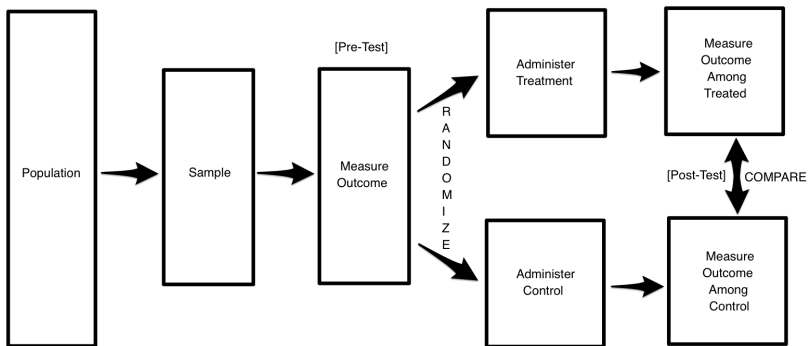 Population
Sample
[Pre-Test]
Measure
Outcome
RANDOMIZE
Administer
Treatment
Measure
Outcome
Among
Treated
Administer
Control
[Post-Test]
COMPARE
Measure
Outcome
Among
Control